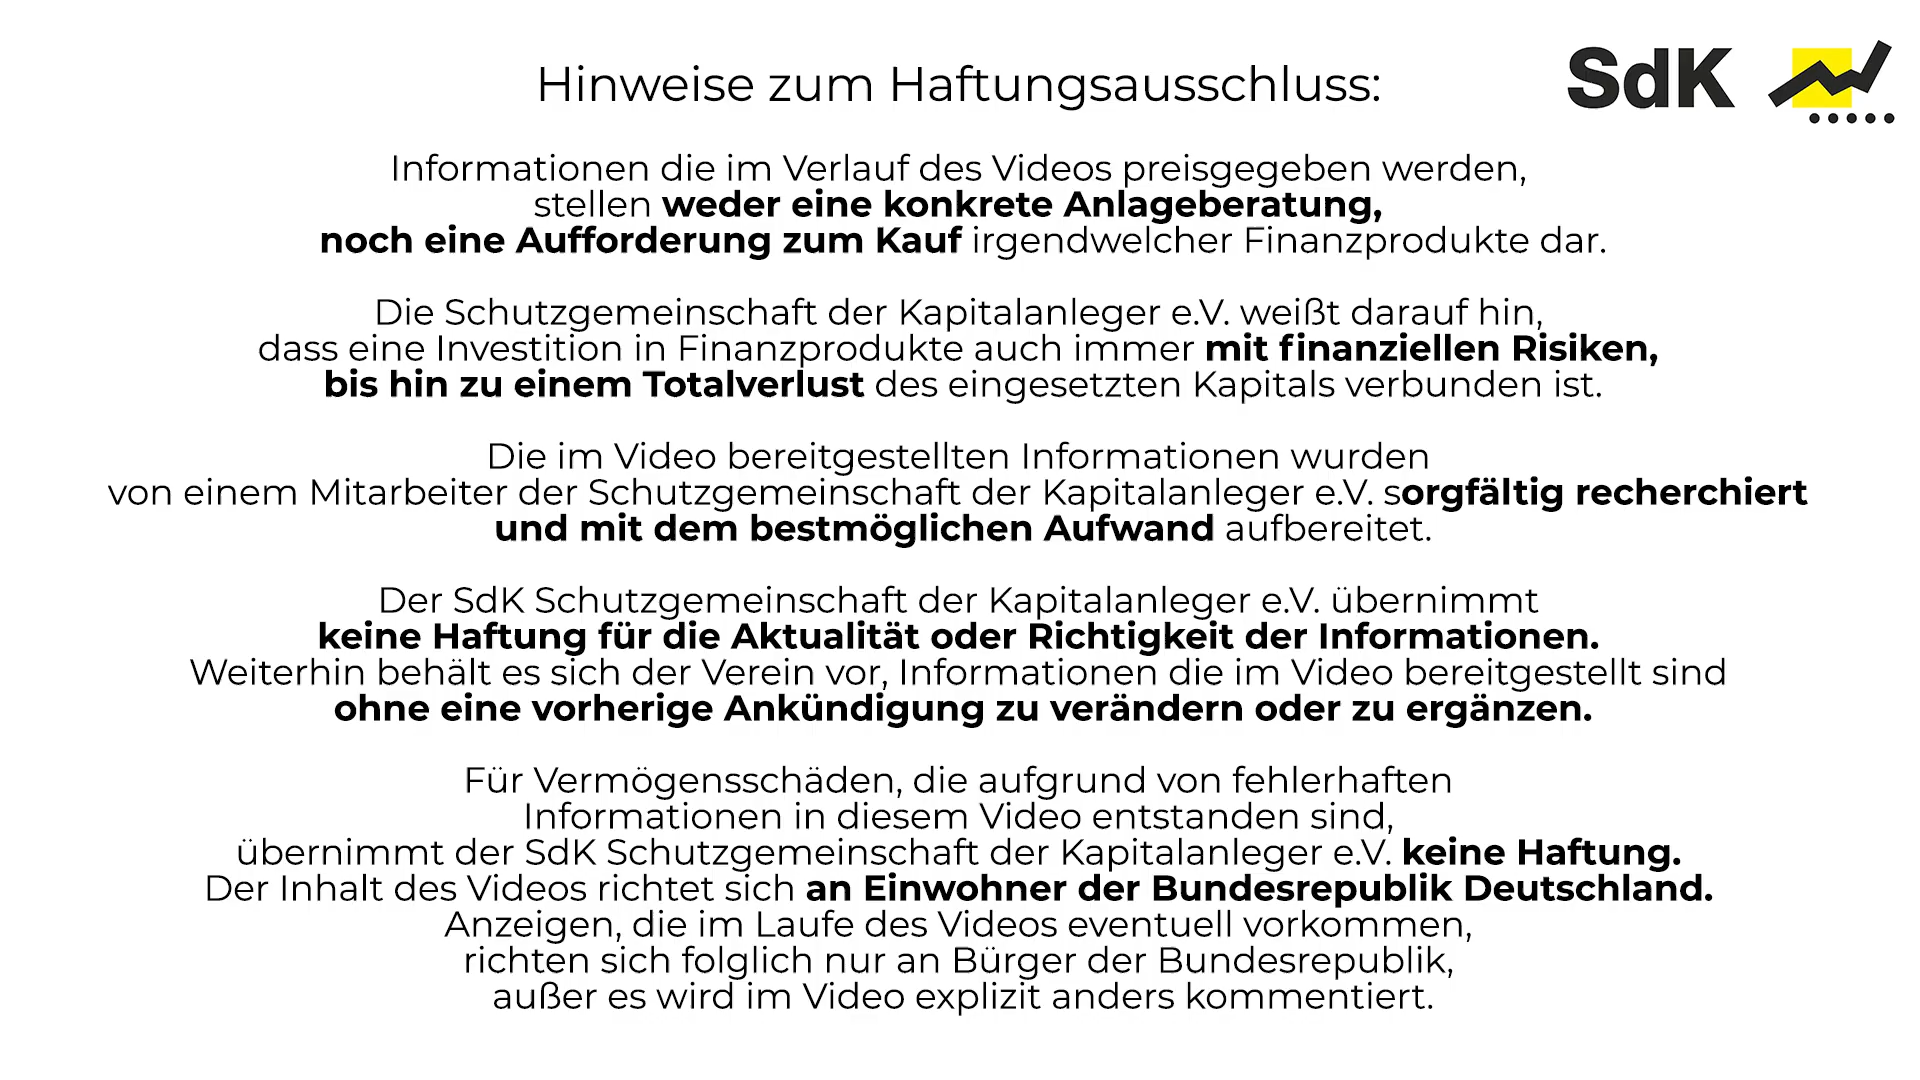 Hinweise zum Haftungsausschluss:
SdK
Informationen die im Verlauf des Videos preisgegeben werden,
stellen weder eine konkrete Anlageberatung,
noch eine Aufforderung zum Kauf irgendwelcher Finanzprodukte dar.
Die Schutzgemeinschaft der Kapitalanleger e.V. weißt darauf hin,
dass eine Investition in Finanzprodukte auch immer mit finanziellen Risiken,
bis hin zu einem Totalverlust des eingesetzten Kapitals verbunden ist.
Die im Video bereitgestellten Informationen wurden
von einem Mitarbeiter der Schutzgemeinschaft der Kapitalanleger e.V. sorgfältig recherchiert
und mit dem bestmöglichen Aufwand aufbereitet.
Der SdK Schutzgemeinschaft der Kapitalanleger e.V. übernimmt
keine Haftung für die Aktualität oder Richtigkeit der Informationen.
Weiterhin behält es sich der Verein vor, Informationen die im Video bereitgestellt sind
ohne eine vorherige Ankündigung zu verändern oder zu ergänzen.
Für Vermögensschäden, die aufgrund von fehlerhaften
Informationen in diesem Video entstanden sind,
übernimmt der SdK Schutzgemeinschaft der Kapitalanleger e.V. keine Haftung.
Der Inhalt des Videos richtet sich an Einwohner der Bundesrepublik Deutschland.
Anzeigen, die im Laufe des Videos eventuell vorkommen,
richten sich folglich nur an Bürger der Bundesrepublik,
außer es wird im Video explizit anders kommentiert.